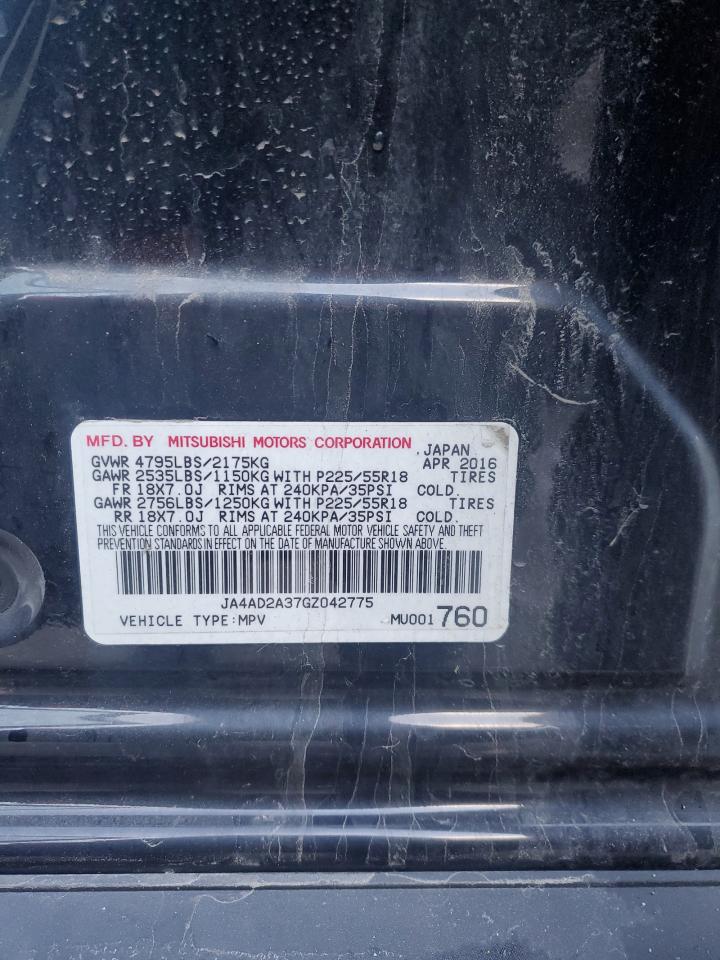 MFD. BY MITSUBISHI MOTORS CORPORATION , JAPAN
GVWR 4795LBS/2175KG APR 2016
GAWR 2535LBS/1150KG WITH P225/55R18 TIRES
FR 18X7.0J RIMS AT 240KPA/35PSI COLD.
GAWR 2756LBS/1250KG WITH P225/55R18 TIRES
RR 18X7.0J RIMS AT 240KPA/35PSI COLD.
THIS VEHICLE CONFORMS TO ALL APPLICABLE FEDERAL MOTOR VEHICLE SAFETY AND THEFT
PREVENTION STANDARDS IN EFFECT ON THE DATE OF MANUFACTURE SHOWN ABOVE.
JA4AD2A37GZ042775
VEHICLE TYPE:MPV MU001760